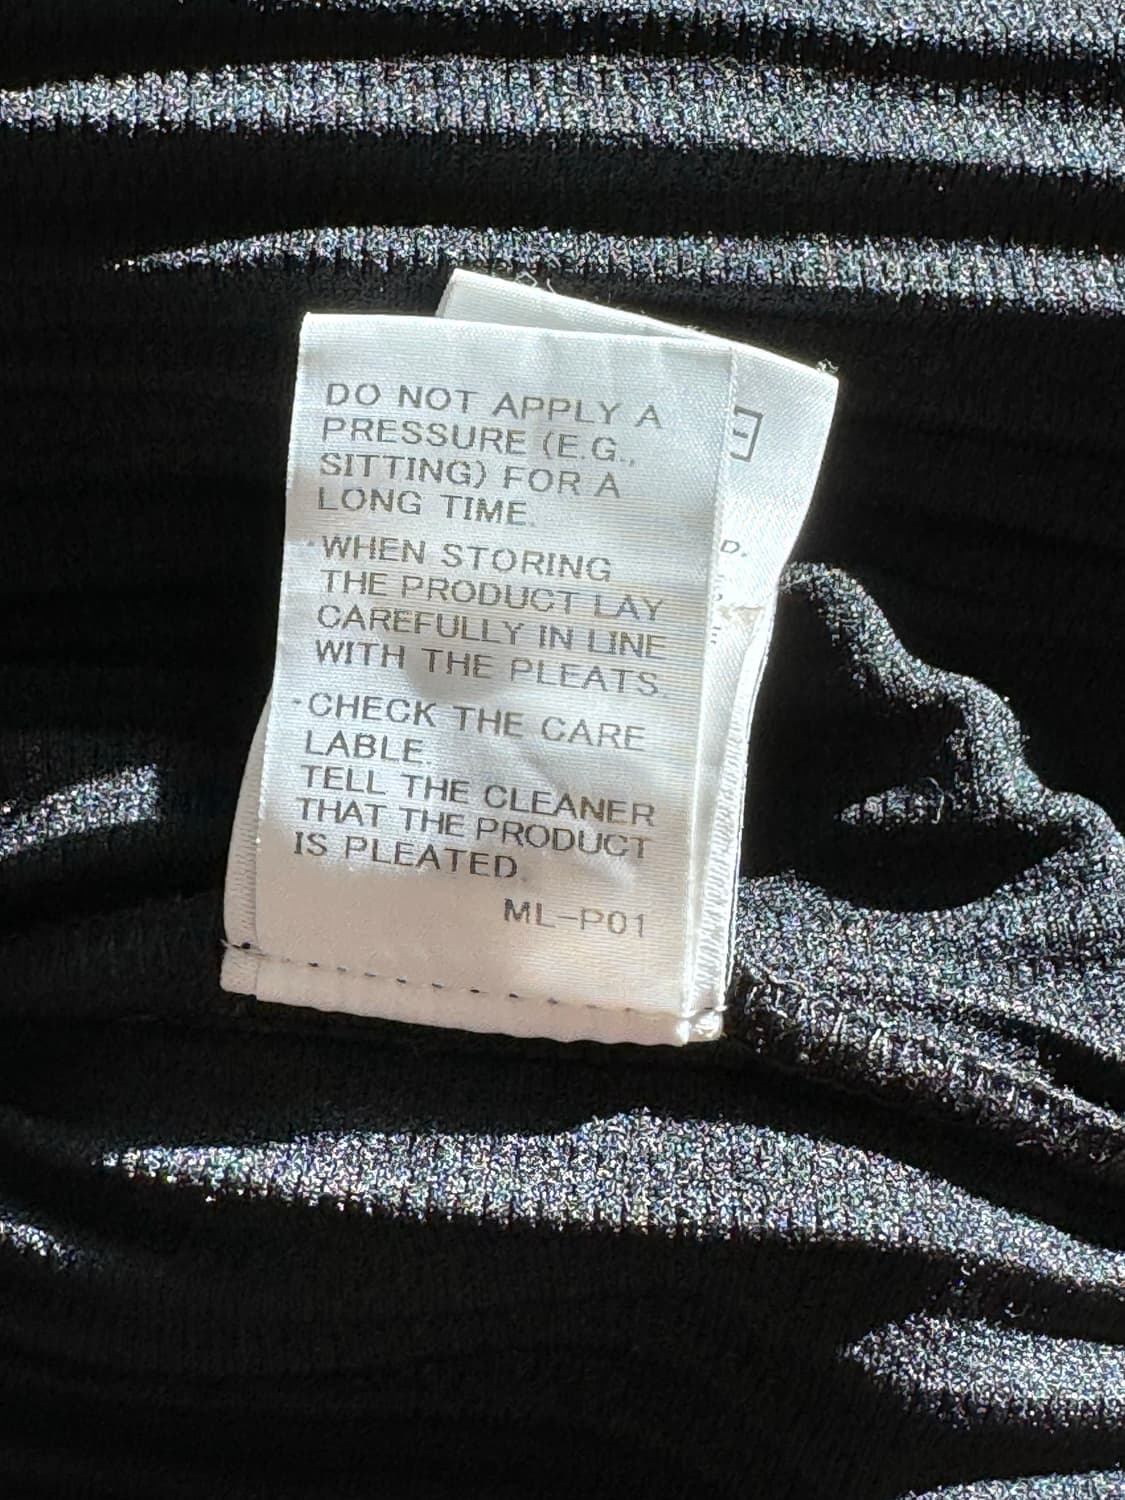 DO NOT APPLY A
PRESSURE (E.G.,
SITTING) FOR A
LONG TIME.
·WHEN STORING
THE PRODUCT LAY
CAREFULLY IN LINE
WITH THE PLEATS.
·CHECK THE CARE
LABLE.
TELL THE CLEANER
THAT THE PRODUCT
IS PLEATED.
ML-P01
D.